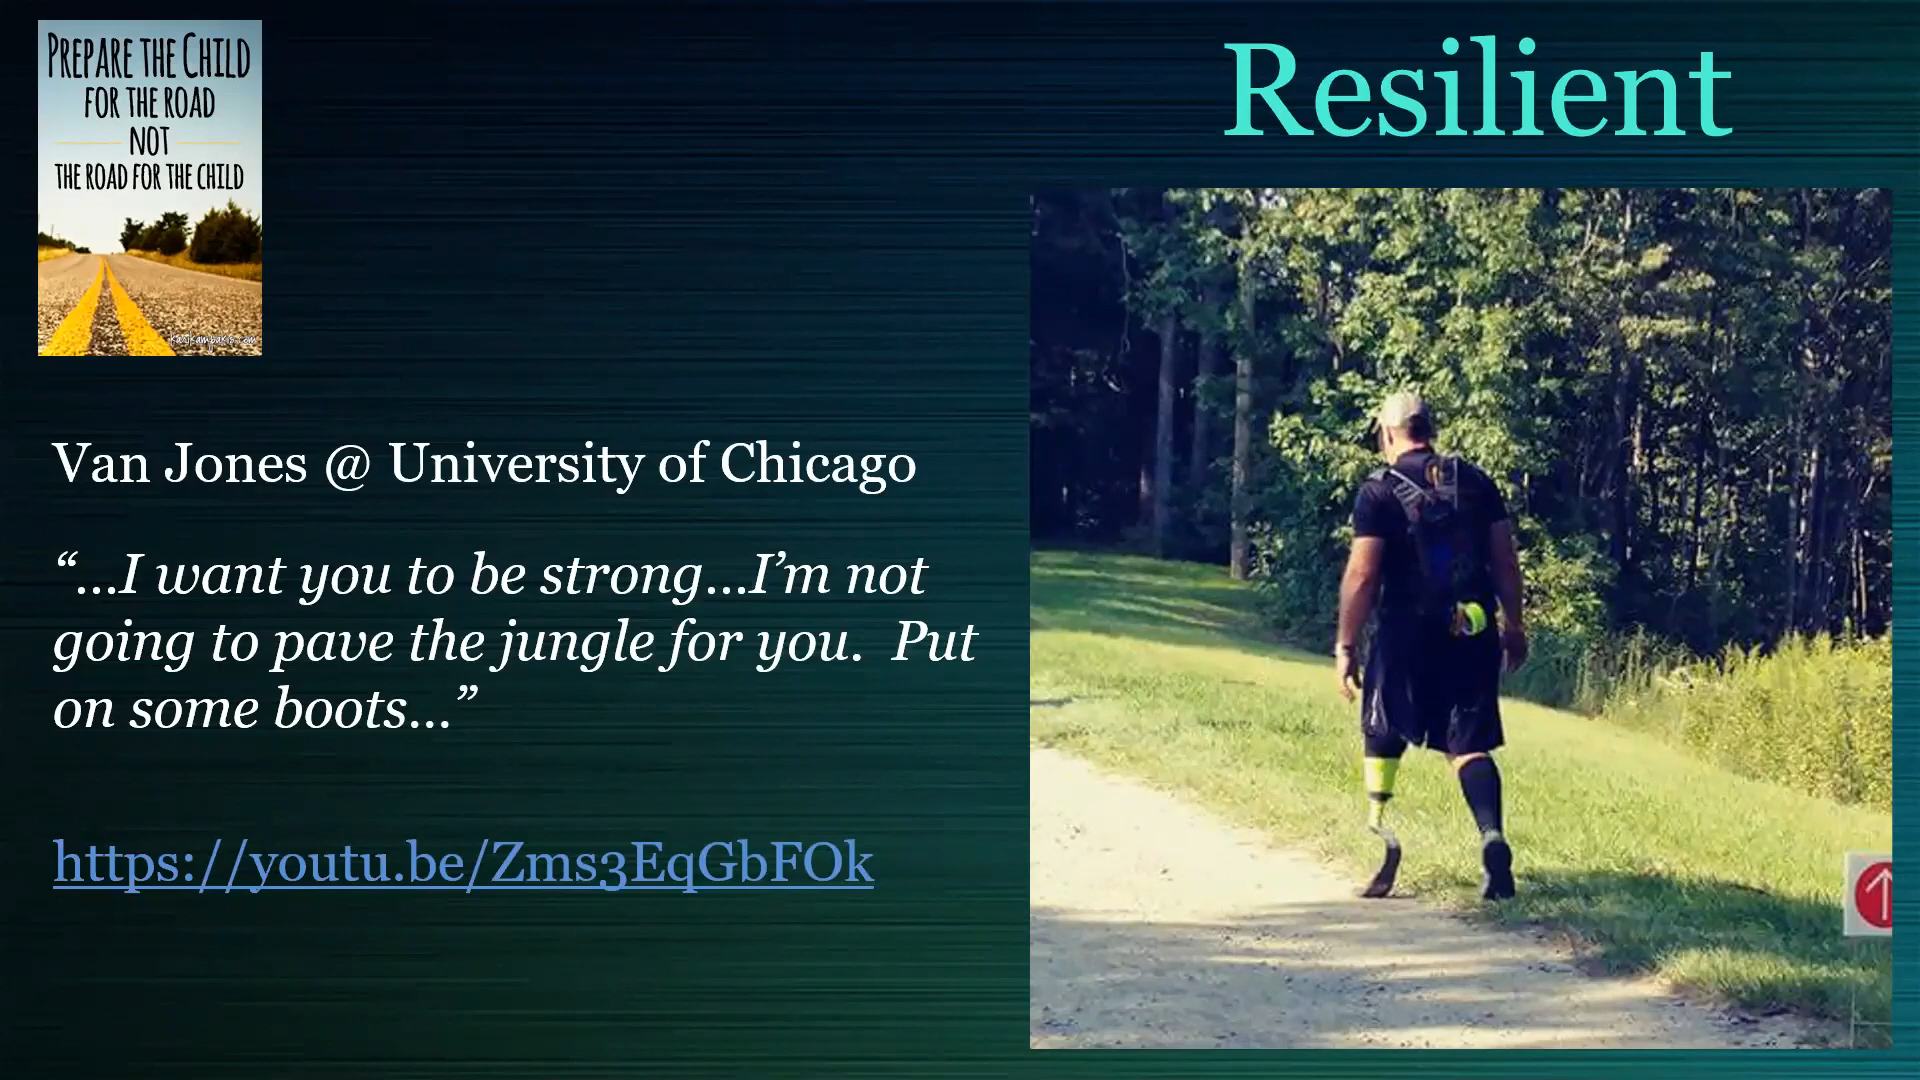 PREPARE THE CHILD
FOR THE ROAD
NOT
THE ROAD FOR THE CHILD
karikampakis.com
Resilient
Van Jones @ University of Chicago
“…I want you to be strong…I’m not
going to pave the jungle for you.  Put
on some boots…”
https://youtu.be/Zms3EqGbFOk